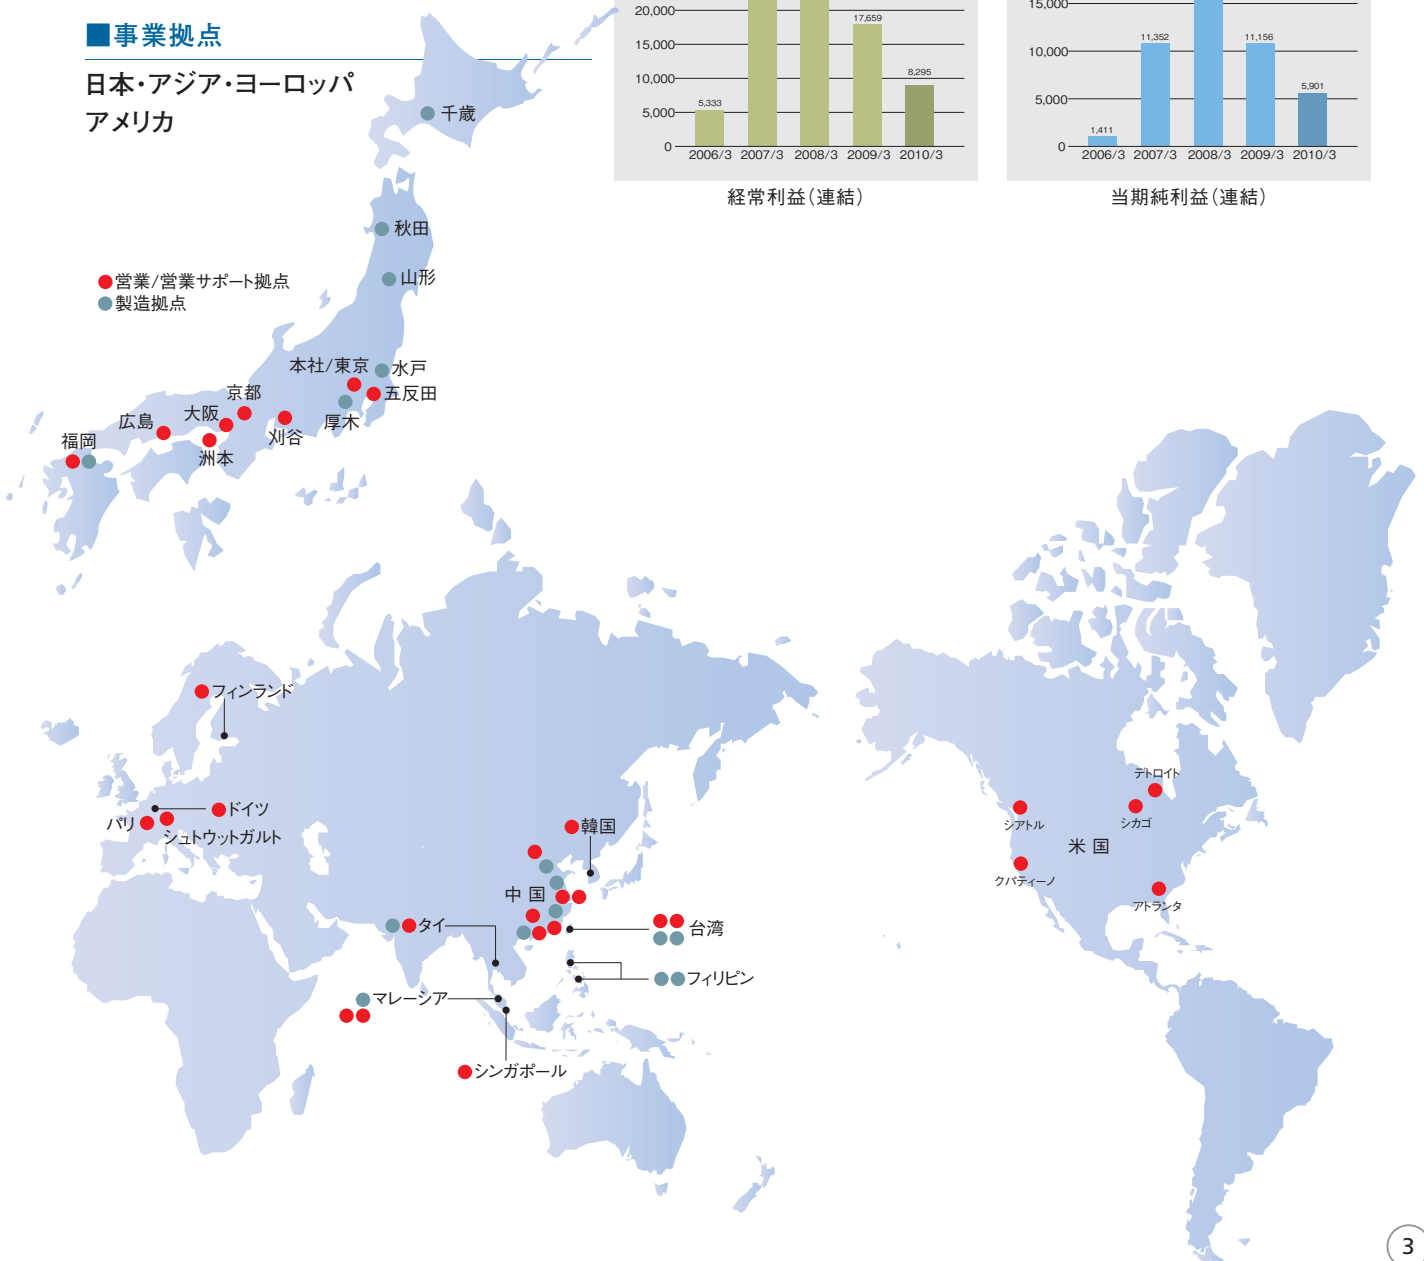 ■事業拠点
日本・アジア・ヨーロッパ
アメリカ
20,000
15,000
10,000
5,000
0
5,333
17,659
8,295
2006/3 2007/3 2008/3 2009/3 2010/3
経常利益(連結)
15,000
10,000
5,000
0
1,411
11,352
11,156
5,901
2006/3 2007/3 2008/3 2009/3 2010/3
当期純利益(連結)
●営業/営業サポート拠点
●製造拠点
千歳
秋田
山形
水戸
本社/東京
五反田
厚木
京都
大阪
刈谷
広島
洲本
福岡
フィンランド
ドイツ
パリ
シュトウットガルト
韓国
中国
タイ
台湾
フィリピン
マレーシア
シンガポール
デトロイト
シアトル
シカゴ
米国
クパティーノ
アトランタ
3